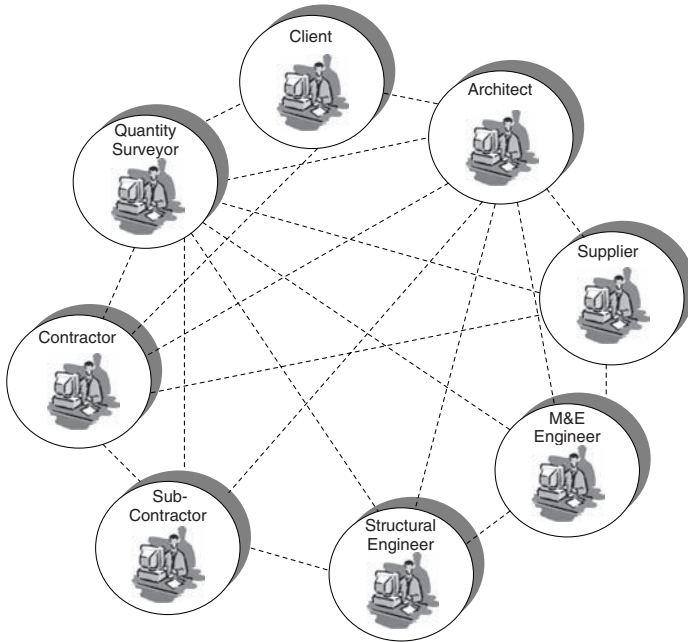 Client
Architect
Quantity
Surveyor
Supplier
Contractor
M&E
Engineer
Sub-
Contractor
Structural
Engineer